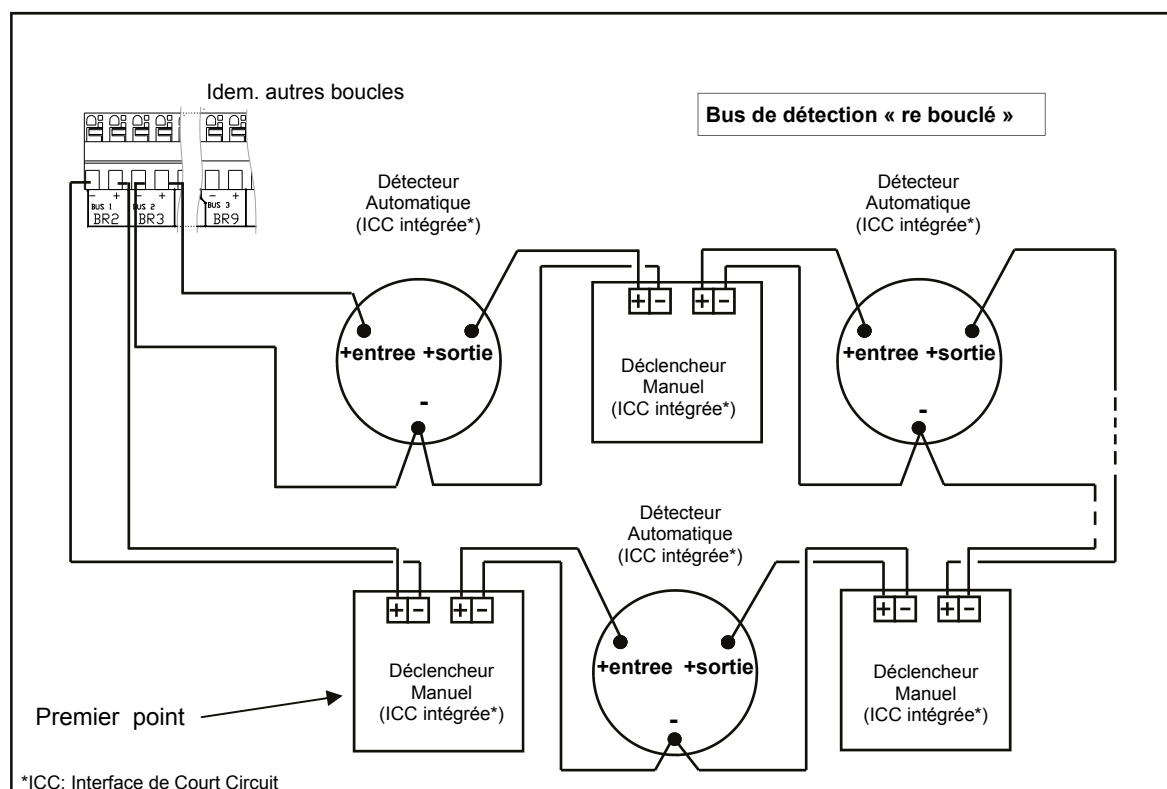 Idem. autres boucles
Bus de détection « re bouclé »
- + - + - +
BUS 1 BUS 2 BUS 3
BR2 BR3 BR9
Détecteur
Automatique
(ICC intégrée*)
Détecteur
Automatique
(ICC intégrée*)
+ - + -
+entree +sortie
-
Déclencheur
Manuel
(ICC intégrée*)
+entree +sortie
-
Détecteur
Automatique
(ICC intégrée*)
+ - + -
+ - + -
+entree +sortie
-
Déclencheur
Manuel
(ICC intégrée*)
Déclencheur
Manuel
(ICC intégrée*)
Premier point
*ICC: Interface de Court Circuit